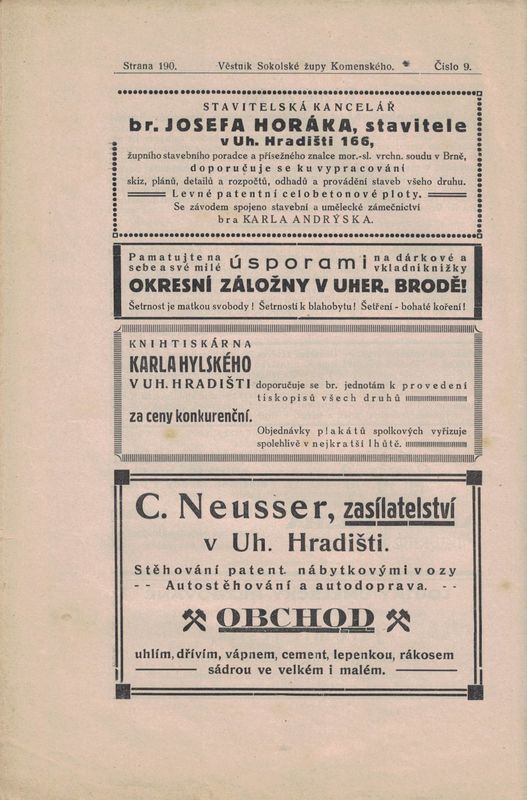 Strana 190. Věstník Sokolské župy Komenského. Číslo 9.
STAVITELSKÁ KANCELÁŘ
br. JOSEFA HORÁKA, stavitele
v Uh. Hradišti 166,
župního stavebního poradce a přísežného znalce mor.-sl. vrchn. soudu v Brně,
doporučuje se ku vypracování
skiz, plánů, detailů a rozpočtů, odhadů a provádění staveb všeho druhu.
Levné patentní celobetonové ploty.
Se závodem spojeno stavební a umělecké zámečnictví
bra KARLA ANDRÝSKA.
Pamatujte na
sebe a své milé
úsporami
na dárkové a
vkladní knížky
OKRESNÍ ZÁLOŽNY V UHER. BRODĚ!
Šetrnost je matkou svobody! Šetrností k blahobytu! Šetření - bohaté koření!
KNIHTISKÁRNA
KARLA HYLSKÉHO
V UH. HRADIŠTI doporučuje se br. jednotám k provedení
tiskopisů všech druhů
za ceny konkurenční.
Objednávky plakátů spolkových vyřizuje
spolehlivě v nejkratší lhůtě.
C. Neusser, zasílatelství
v Uh. Hradišti.
Stěhování patent. nábytkovými vozy
- - Autostěhování a autodoprava. - -
OBCHOD
uhlím, dřívím, vápnem, cement, lepenkou, rákosem
sádrou ve velkém i malém.